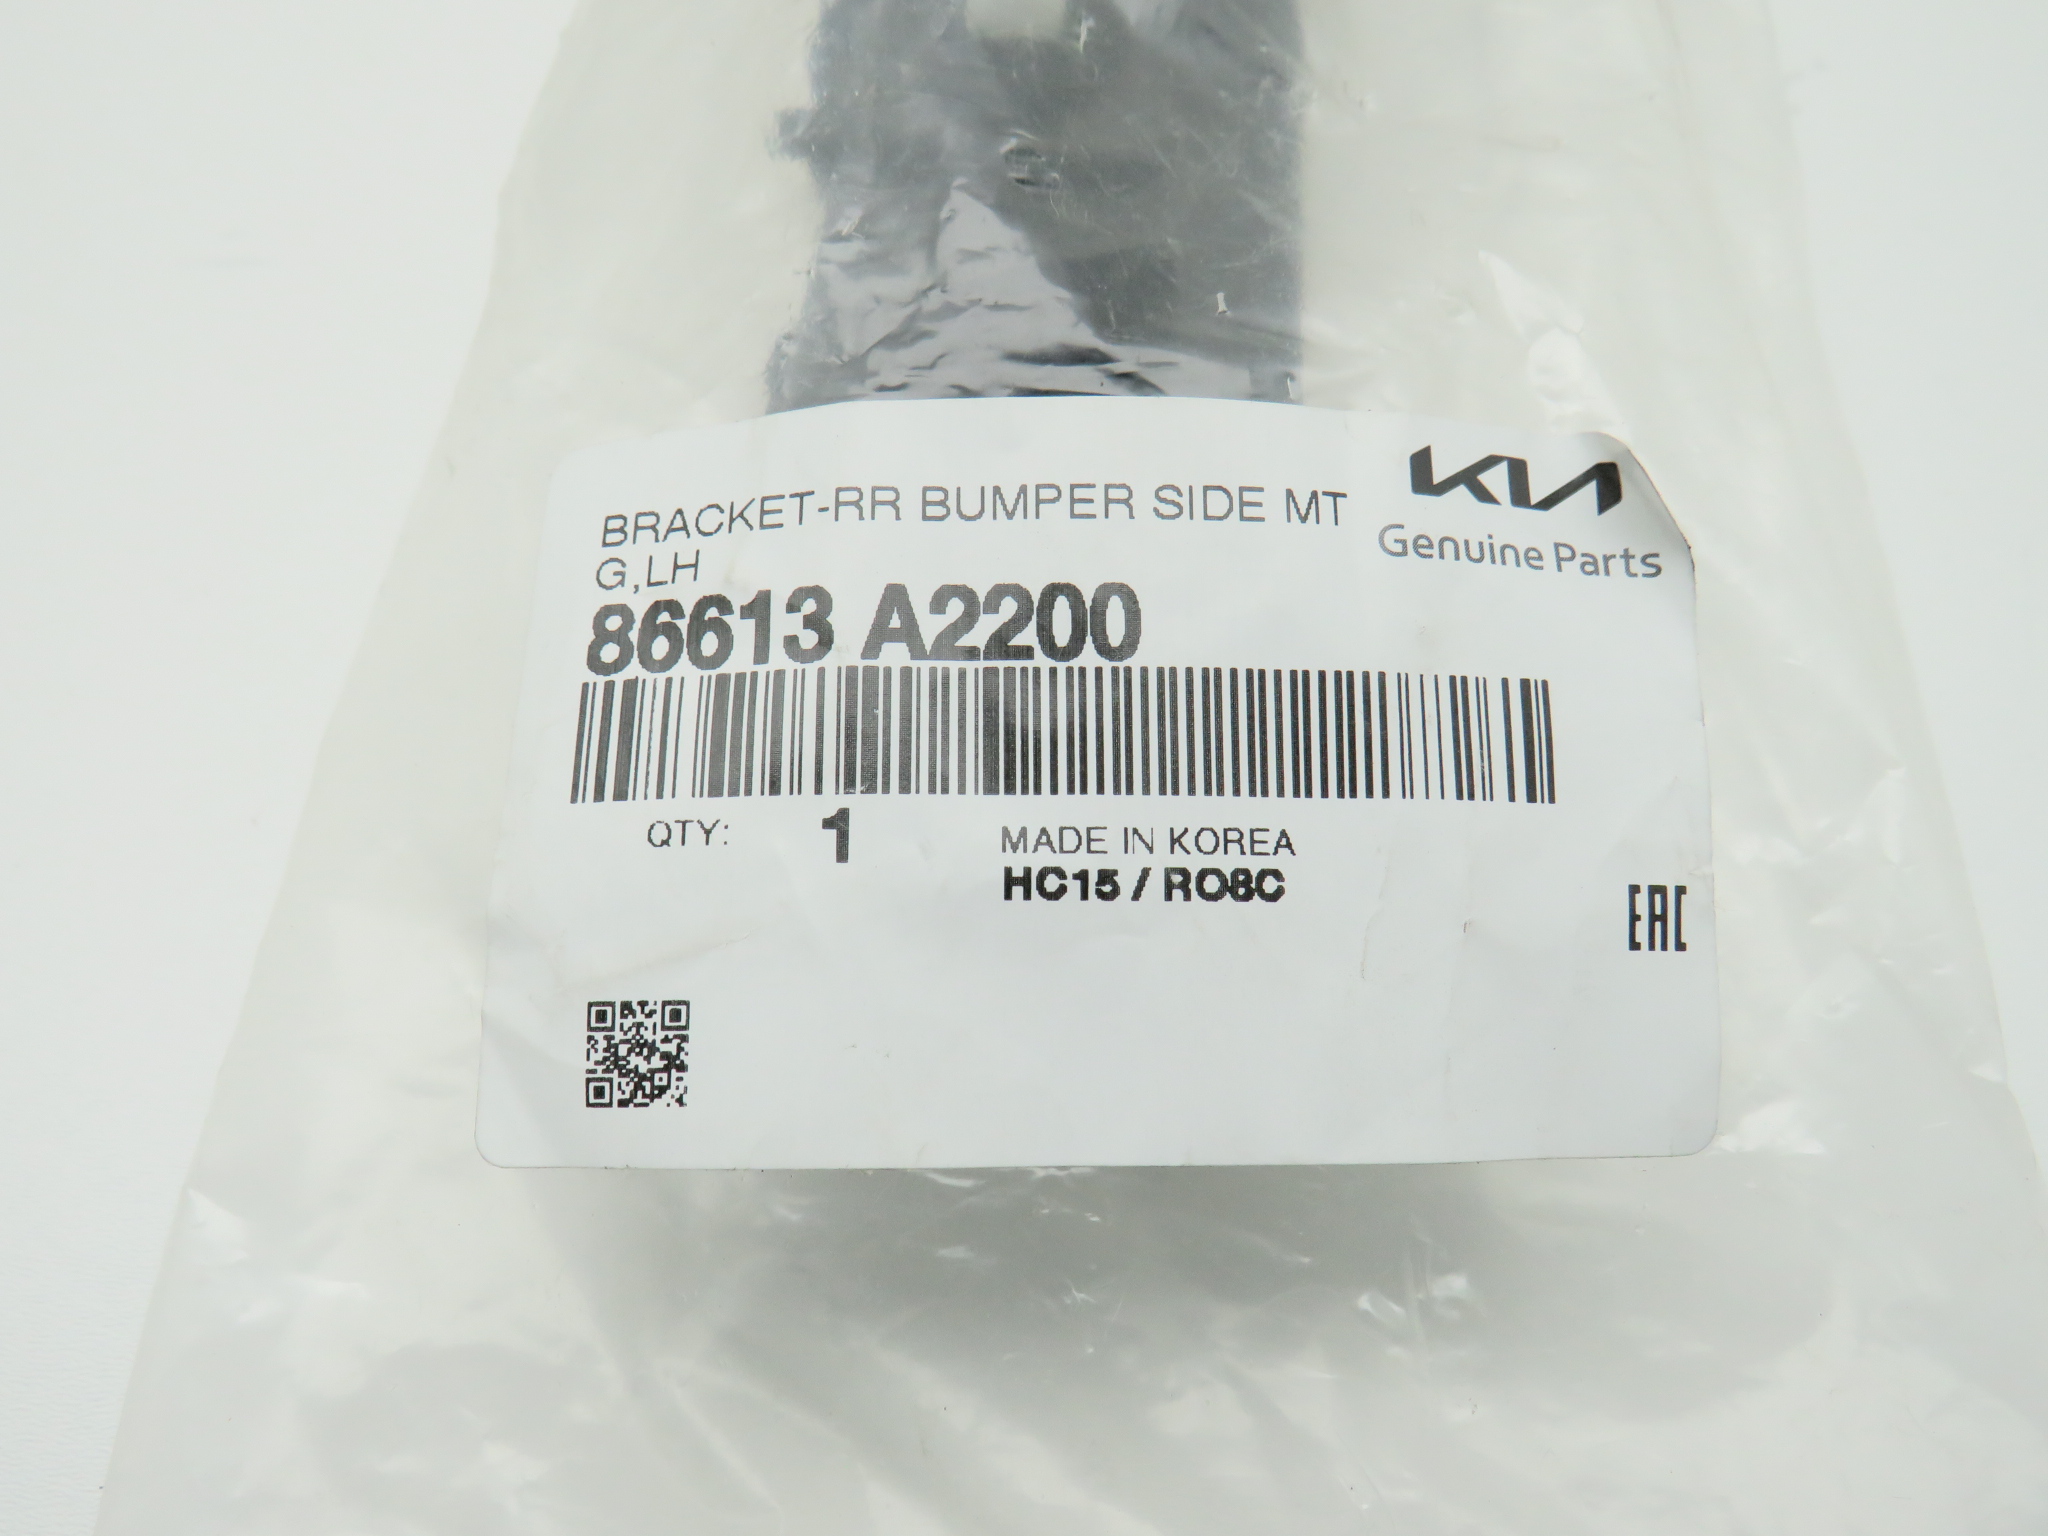 BRACKET-RR BUMPER SIDE MT
G,LH
KIA
Genuine Parts
86613 A2200
QTY: 1
MADE IN KOREA
HC15 / RO8C
EAC